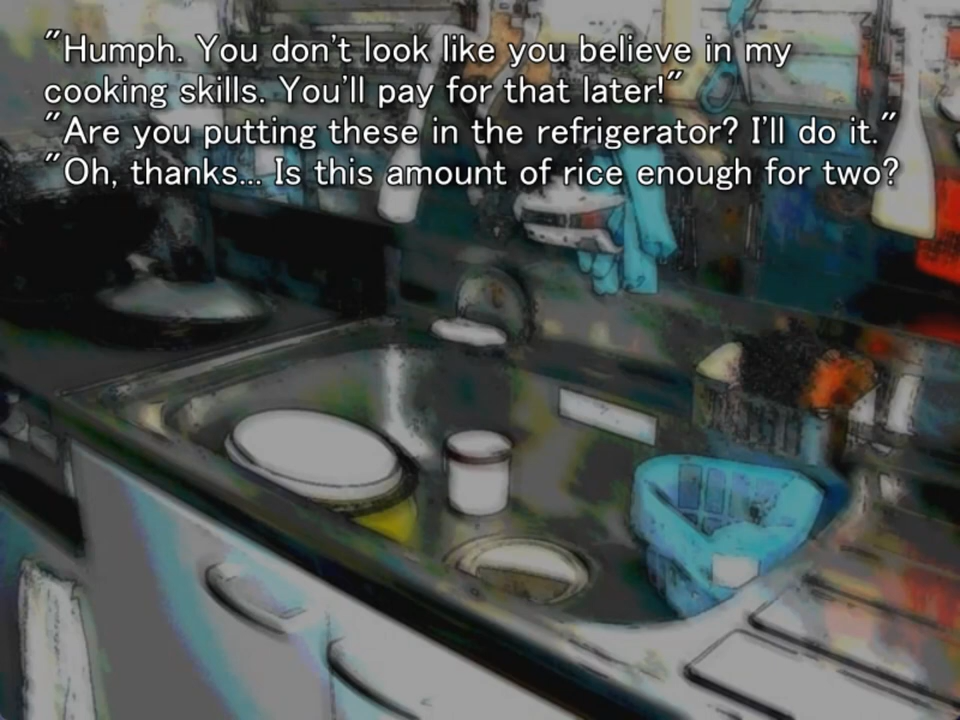 "Humph. You don't look like you believe in my
cooking skills. You'll pay for that later!"
"Are you putting these in the refrigerator? I'll do it."
"Oh, thanks... Is this amount of rice enough for two?